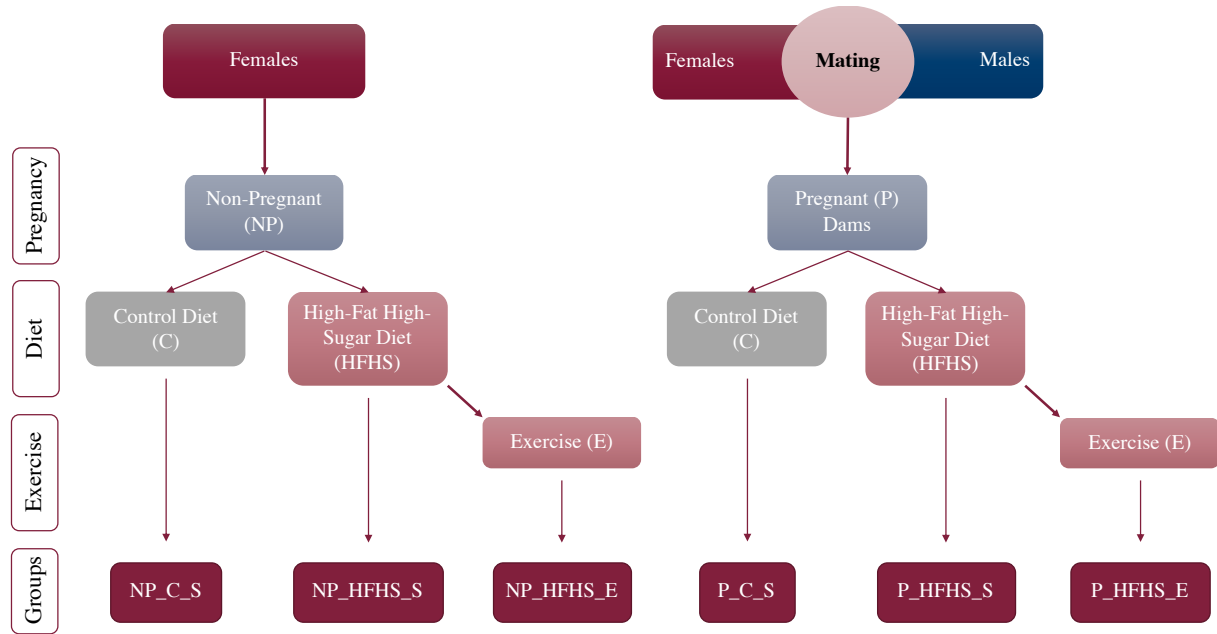 Females
Females
Mating
Males
Pregnancy
Non-Pregnant
(NP)
Pregnant (P)
Dams
Diet
Control Diet
(C)
High-Fat High-
Sugar Diet
(HFHS)
Control Diet
(C)
High-Fat High-
Sugar Diet
(HFHS)
Exercise
Exercise (E)
Exercise (E)
Groups
NP_C_S
NP_HFHS_S
NP_HFHS_E
P_C_S
P_HFHS_S
P_HFHS_E